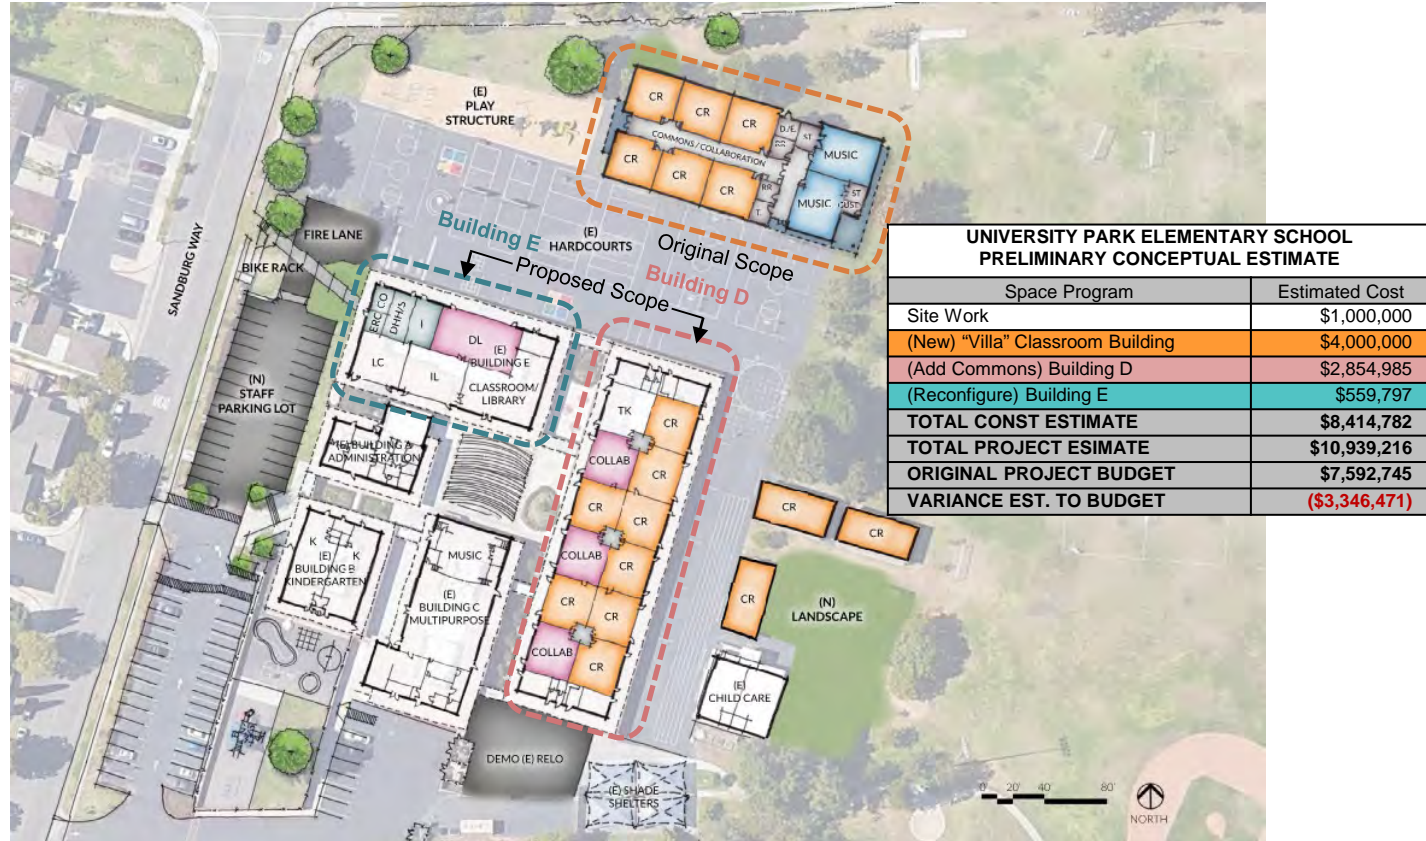 (E)
PLAY
STRUCTURE
CR
CR
CR
D./E.
ST
COMMONS / COLLABORATION
MUSIC
CR
CR
CR
RR
T.
MUSIC
ST
CUST.
SANDBURG WAY
FIRE LANE
BIKE RACK
Building E
(E)
HARDCOURTS
Original Scope
Proposed Scope
Building D
ERC
CO
DHH/S
I
DL
(E)
BUILDING E
LC
IL
CLASSROOM/
LIBRARY
(N)
STAFF
PARKING LOT
(E) BUILDING A
ADMINISTRATION
TK
CR
COLLAB
CR
CR
CR
COLLAB
CR
CR
CR
COLLAB
CR
K
K
(E)
BUILDING B
KINDERGARTEN
MUSIC
(E)
BUILDING C
MULTIPURPOSE
CR
CR
CR
(N)
LANDSCAPE
(E)
CHILD CARE
DEMO (E) RELO
(E) SHADE
SHELTERS
0 20' 40' 80'
NORTH
UNIVERSITY PARK ELEMENTARY SCHOOL
PRELIMINARY CONCEPTUAL ESTIMATE
Space Program Estimated Cost
Site Work $1,000,000
(New) “Villa” Classroom Building $4,000,000
(Add Commons) Building D $2,854,985
(Reconfigure) Building E $559,797
TOTAL CONST ESTIMATE $8,414,782
TOTAL PROJECT ESIMATE $10,939,216
ORIGINAL PROJECT BUDGET $7,592,745
VARIANCE EST. TO BUDGET ($3,346,471)